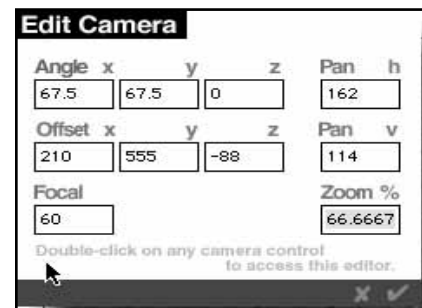 Edit Camera
Angle x y z Pan h
67.5 67.5 0 162
Offset x y z Pan v
210 555 -88 114
Focal Zoom %
60 66.6667
Double-click on any camera control
to access this editor.